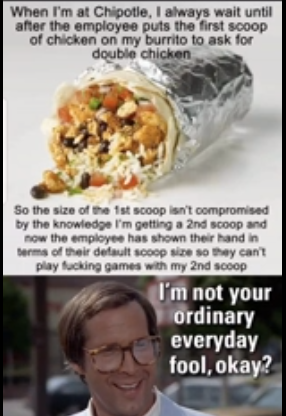 When I'm at Chipotle, I always wait until
after the employee puts the first scoop
of chicken on my burrito to ask for
double chicken
So the size of the 1st scoop isn't compromised
by the knowledge I'm getting a 2nd scoop and
now the employee has shown their hand in
terms of their default scoop size so they can't
play fucking games with my 2nd scoop
I'm not your
ordinary
everyday
fool, okay?